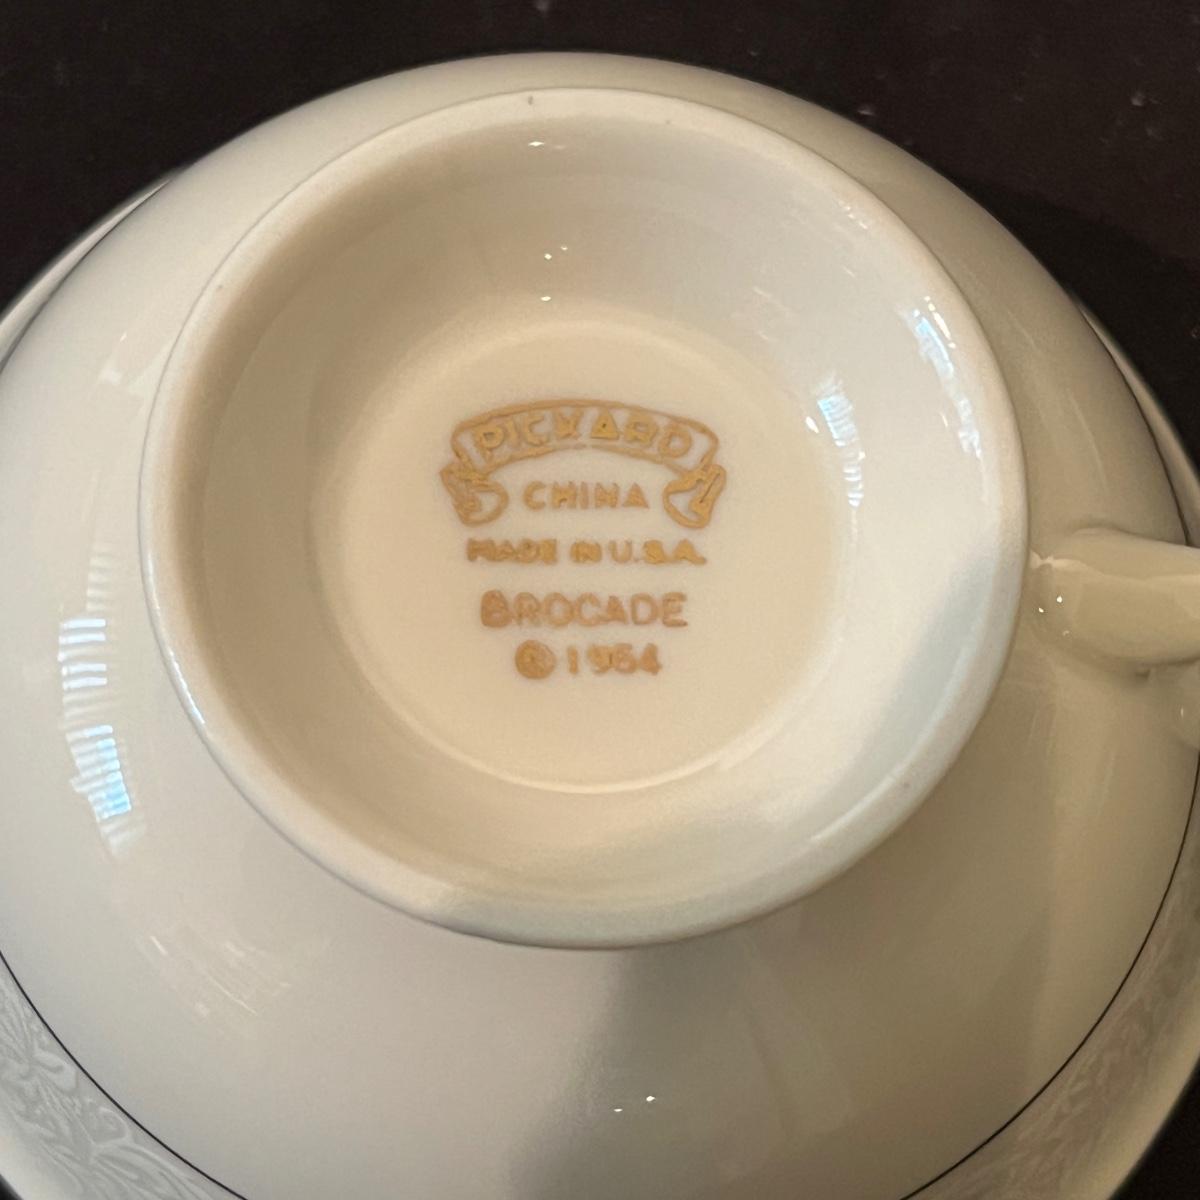 PICKARD
CHINA
MADE IN U.S.A.
BROCADE
© 1964